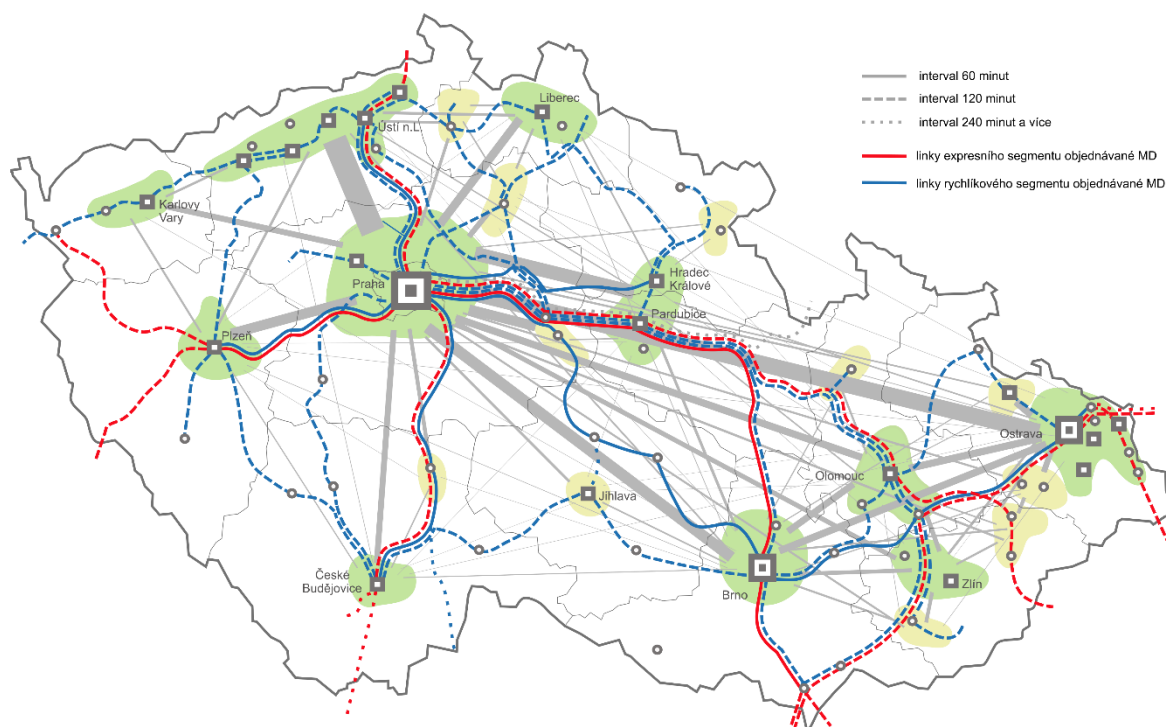 interval 60 minut
interval 120 minut
interval 240 minut a více
linky expresního segmentu objednávané MD
linky rychlíkového segmentu objednávané MD
Liberec
Ústí n.L.
Karlovy
Vary
Praha
Hradec
Králové
Pardubice
Plzeň
Ostrava
Olomouc
Jihlava
České
Budějovice
Brno
Zlín